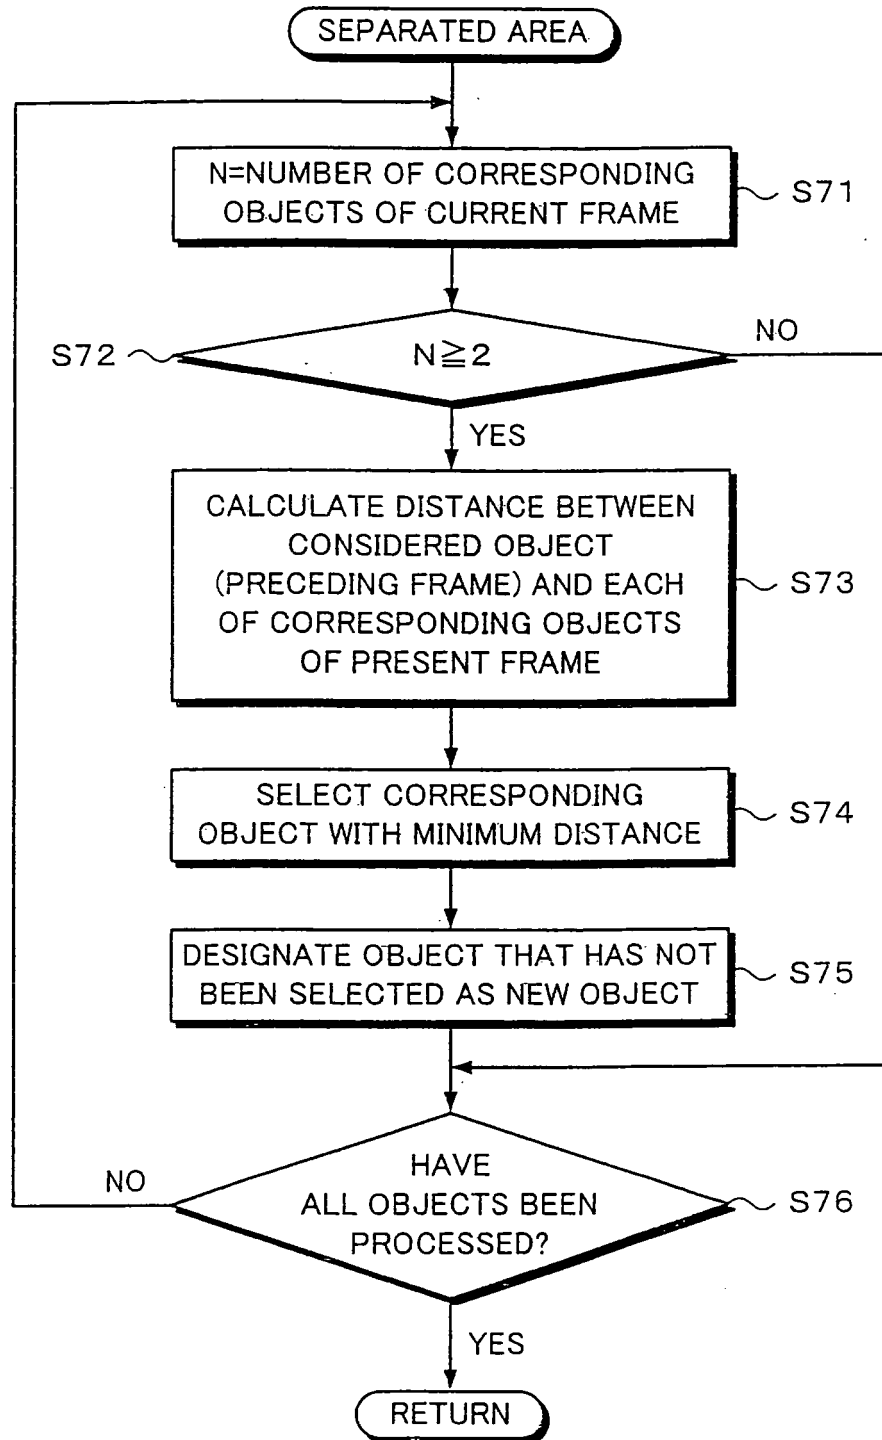 SEPARATED AREA
N=NUMBER OF CORRESPONDING
OBJECTS OF CURRENT FRAME
S71
S72
N≧2
NO
YES
CALCULATE DISTANCE BETWEEN
CONSIDERED OBJECT
(PRECEDING FRAME) AND EACH
OF CORRESPONDING OBJECTS
OF PRESENT FRAME
S73
SELECT CORRESPONDING
OBJECT WITH MINIMUM DISTANCE
S74
DESIGNATE OBJECT THAT HAS NOT
BEEN SELECTED AS NEW OBJECT
S75
NO
HAVE
ALL OBJECTS BEEN
PROCESSED?
S76
YES
RETURN